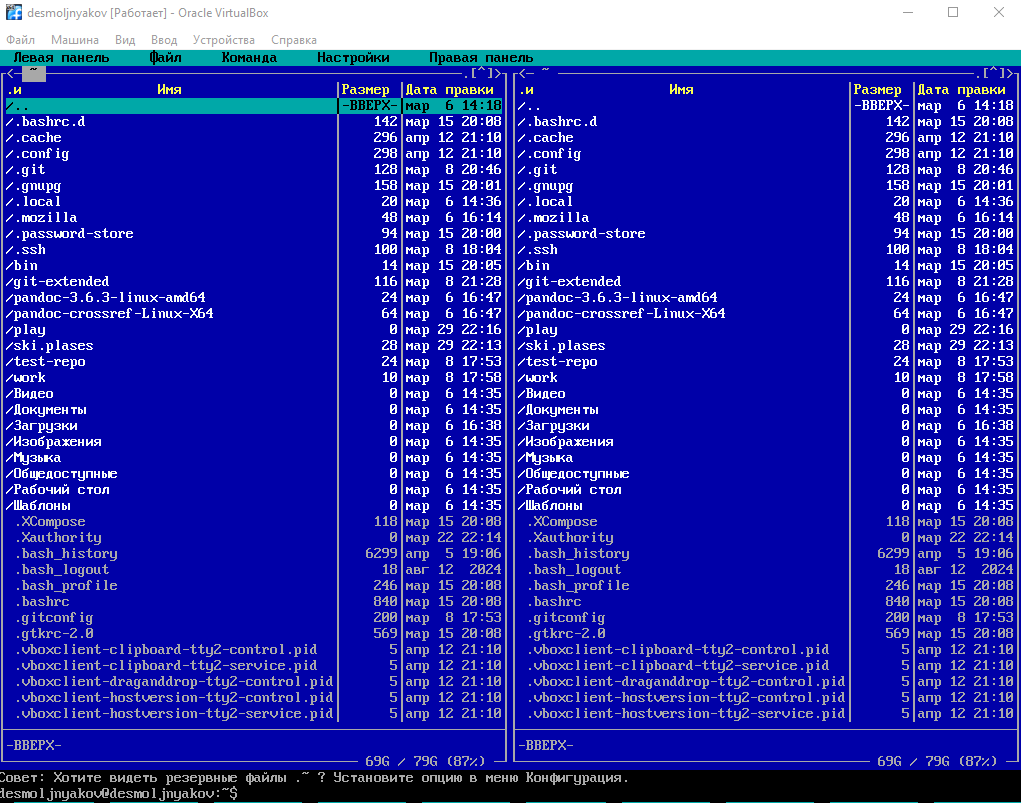 desmoljnyakov [Работает] - Oracle VirtualBox
Файл Машина Вид Ввод Устройства Справка
Левая панель Файл Команда Настройки Правая панель
<- ~ .[^]> <- ~ .[^]>
.и Имя Размер Дата правки .и Имя Размер Дата правки
/.. -ВВЕРХ- мар 6 14:18 /.. -ВВЕРХ- мар 6 14:18
/.bashrc.d 142 мар 15 20:08 /.bashrc.d 142 мар 15 20:08
/.cache 296 апр 12 21:10 /.cache 296 апр 12 21:10
/.config 298 апр 12 21:10 /.config 298 апр 12 21:10
/.git 128 мар 8 20:46 /.git 128 мар 8 20:46
/.gnupg 158 мар 15 20:01 /.gnupg 158 мар 15 20:01
/.local 20 мар 6 14:36 /.local 20 мар 6 14:36
/.mozilla 48 мар 6 16:14 /.mozilla 48 мар 6 16:14
/.password-store 94 мар 15 20:00 /.password-store 94 мар 15 20:00
/.ssh 100 мар 8 18:04 /.ssh 100 мар 8 18:04
/bin 14 мар 15 20:05 /bin 14 мар 15 20:05
/git-extended 116 мар 8 21:28 /git-extended 116 мар 8 21:28
/pandoc-3.6.3-linux-amd64 24 мар 6 16:47 /pandoc-3.6.3-linux-amd64 24 мар 6 16:47
/pandoc-crossref-Linux-X64 64 мар 6 16:47 /pandoc-crossref-Linux-X64 64 мар 6 16:47
/play 0 мар 29 22:16 /play 0 мар 29 22:16
/ski.plases 28 мар 29 22:13 /ski.plases 28 мар 29 22:13
/test-repo 24 мар 8 17:53 /test-repo 24 мар 8 17:53
/work 10 мар 8 17:58 /work 10 мар 8 17:58
/Видео 0 мар 6 14:35 /Видео 0 мар 6 14:35
/Документы 0 мар 6 14:35 /Документы 0 мар 6 14:35
/Загрузки 0 мар 6 16:38 /Загрузки 0 мар 6 16:38
/Изображения 0 мар 6 14:35 /Изображения 0 мар 6 14:35
/Музыка 0 мар 6 14:35 /Музыка 0 мар 6 14:35
/Общедоступные 0 мар 6 14:35 /Общедоступные 0 мар 6 14:35
/Рабочий стол 0 мар 6 14:35 /Рабочий стол 0 мар 6 14:35
/Шаблоны 0 мар 6 14:35 /Шаблоны 0 мар 6 14:35
.XCompose 118 мар 15 20:08 .XCompose 118 мар 15 20:08
.Xauthority 0 мар 22 22:14 .Xauthority 0 мар 22 22:14
.bash_history 6299 апр 5 19:06 .bash_history 6299 апр 5 19:06
.bash_logout 18 авг 12 2024 .bash_logout 18 авг 12 2024
.bash_profile 246 мар 15 20:08 .bash_profile 246 мар 15 20:08
.bashrc 840 мар 15 20:08 .bashrc 840 мар 15 20:08
.gitconfig 200 мар 8 17:53 .gitconfig 200 мар 8 17:53
.gtkrc-2.0 569 мар 15 20:08 .gtkrc-2.0 569 мар 15 20:08
.vboxclient-clipboard-tty2-control.pid 5 апр 12 21:10 .vboxclient-clipboard-tty2-control.pid 5 апр 12 21:10
.vboxclient-clipboard-tty2-service.pid 5 апр 12 21:10 .vboxclient-clipboard-tty2-service.pid 5 апр 12 21:10
.vboxclient-draganddrop-tty2-control.pid 5 апр 12 21:10 .vboxclient-draganddrop-tty2-control.pid 5 апр 12 21:10
.vboxclient-hostversion-tty2-control.pid 5 апр 12 21:10 .vboxclient-hostversion-tty2-control.pid 5 апр 12 21:10
.vboxclient-hostversion-tty2-service.pid 5 апр 12 21:10 .vboxclient-hostversion-tty2-service.pid 5 апр 12 21:10
-ВВЕРХ- -ВВЕРХ-
69G / 79G (87%) 69G / 79G (87%)
Совет: Хотите видеть резервные файлы .~ ? Установите опцию в меню Конфигурация.
desmoljnyakov@desmoljnyakov:~$